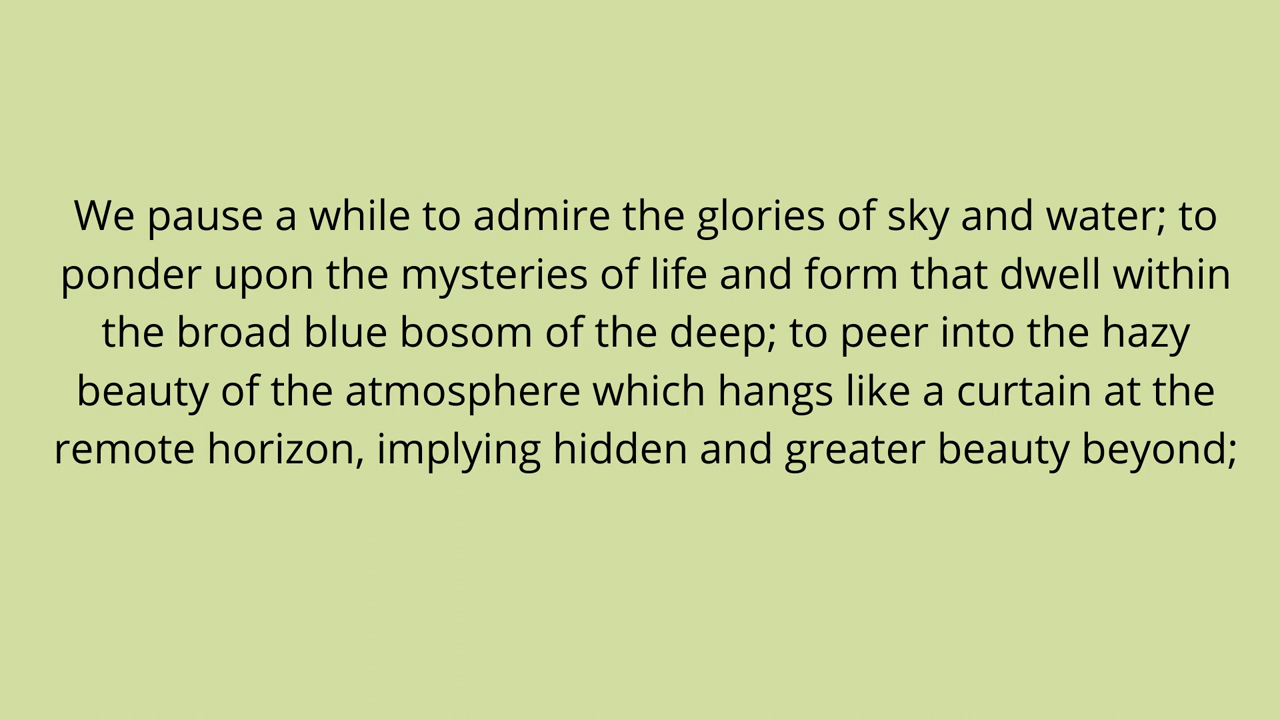 We pause a while to admire the glories of sky and water; to
ponder upon the mysteries of life and form that dwell within
the broad blue bosom of the deep; to peer into the hazy
beauty of the atmosphere which hangs like a curtain at the
remote horizon, implying hidden and greater beauty beyond;